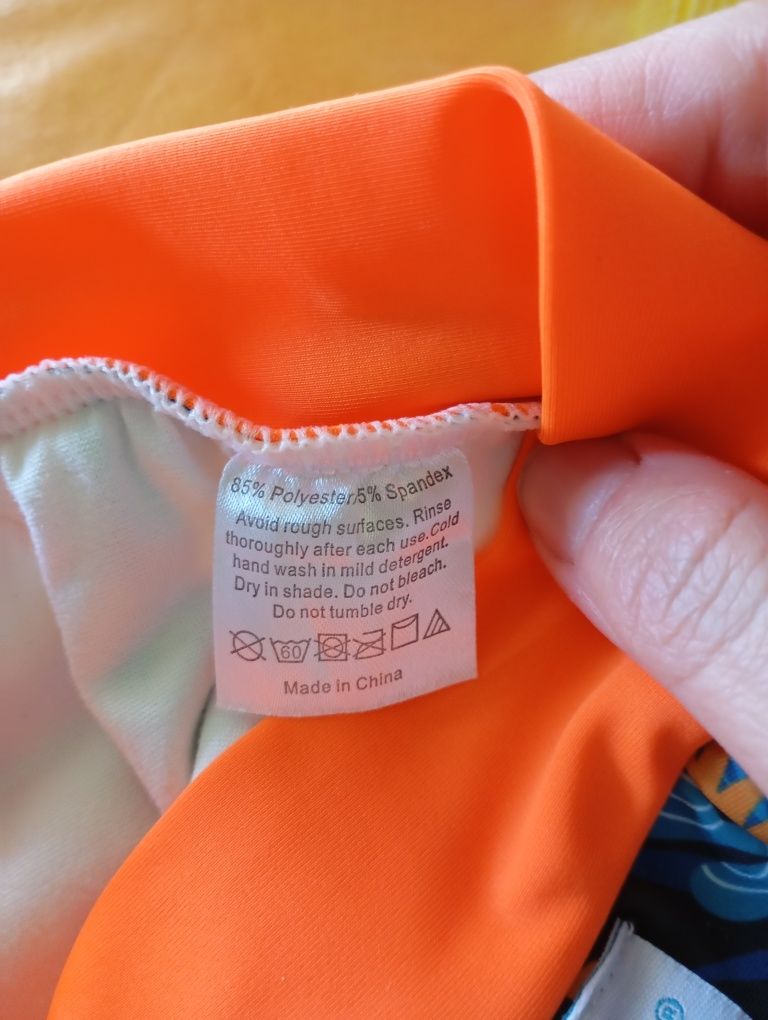 85% Polyester/5% Spandex
Avoid rough surfaces. Rinse
thoroughly after each use.Cold
hand wash in mild detergent.
Dry in shade. Do not bleach.
Do not tumble dry.
60
Made in China
®